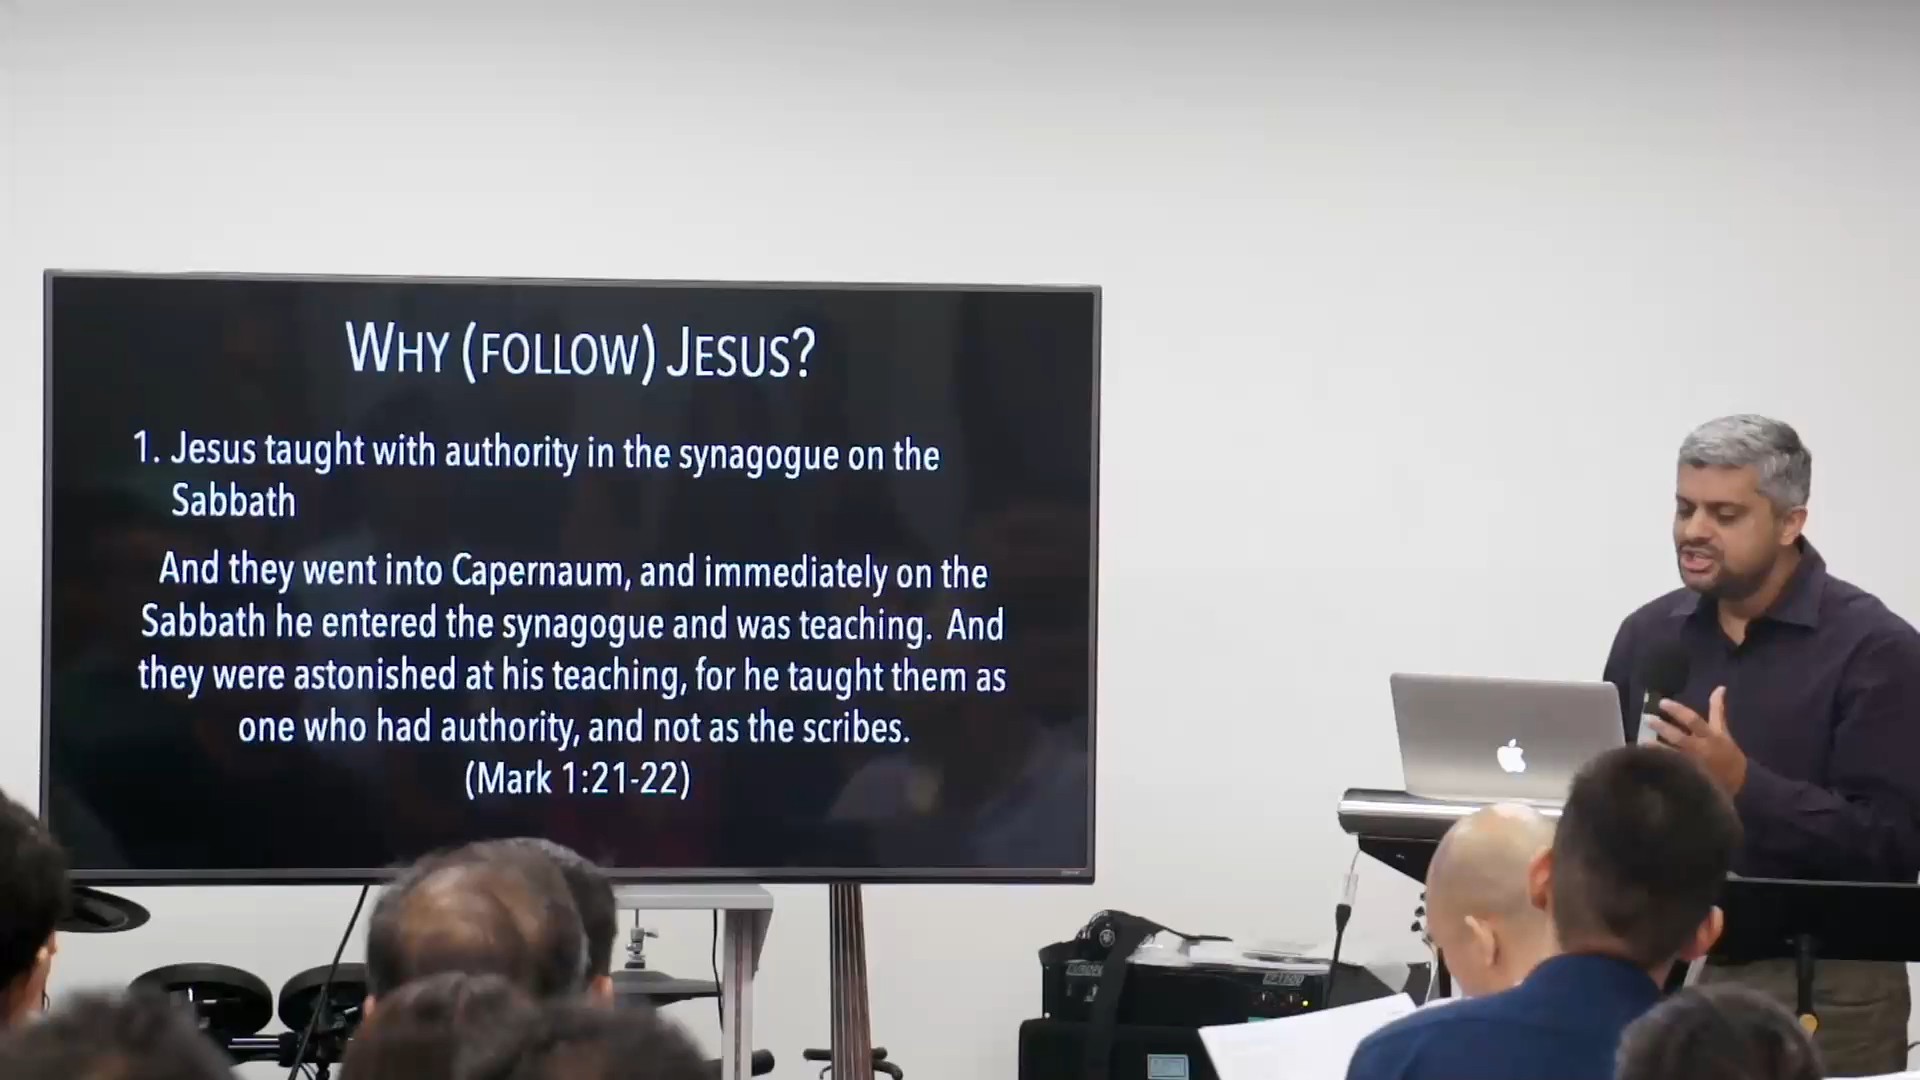 WHY (FOLLOW) JESUS?
1. Jesus taught with authority in the synagogue on the
Sabbath
And they went into Capernaum, and immediately on the
Sabbath he entered the synagogue and was teaching. And
they were astonished at his teaching, for he taught them as
one who had authority, and not as the scribes.
(Mark 1:21-22)